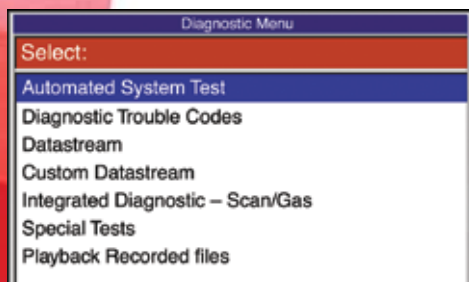 Diagnostic Menu
Select:
Automated System Test
Diagnostic Trouble Codes
Datastream
Custom Datastream
Integrated Diagnostic – Scan/Gas
Special Tests
Playback Recorded files